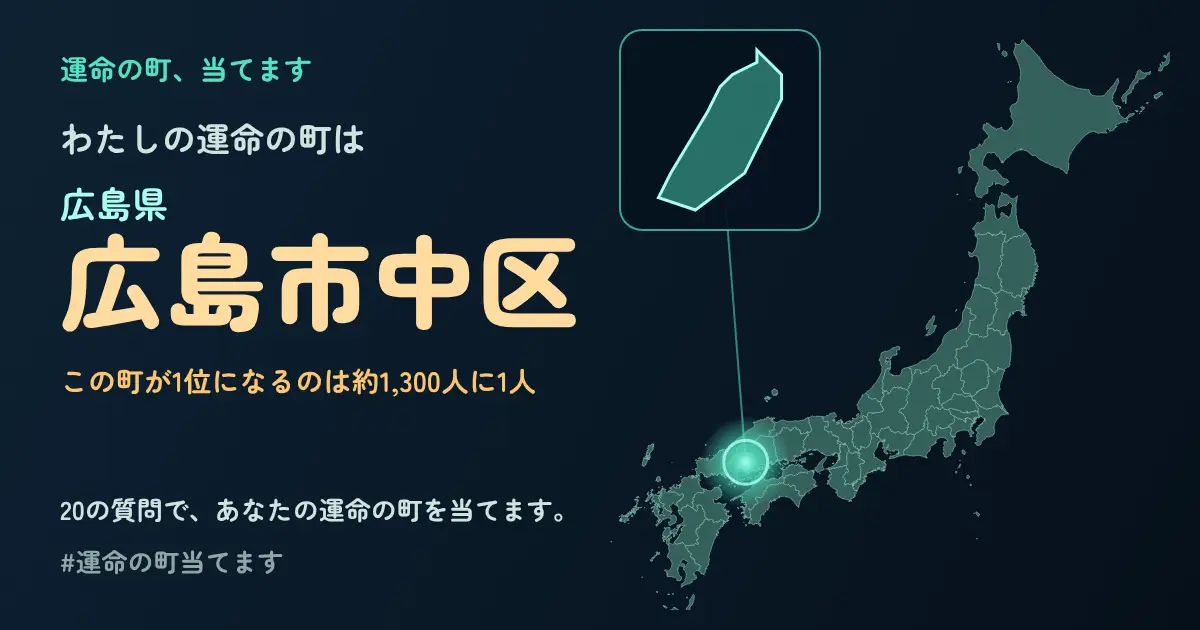 運命の町、当てます
わたしの運命の町は
広島県
広島市中区
この町が1位になるのは約1,300人に1人
20の質問で、あなたの運命の町を当てます。
#運命の町当てます